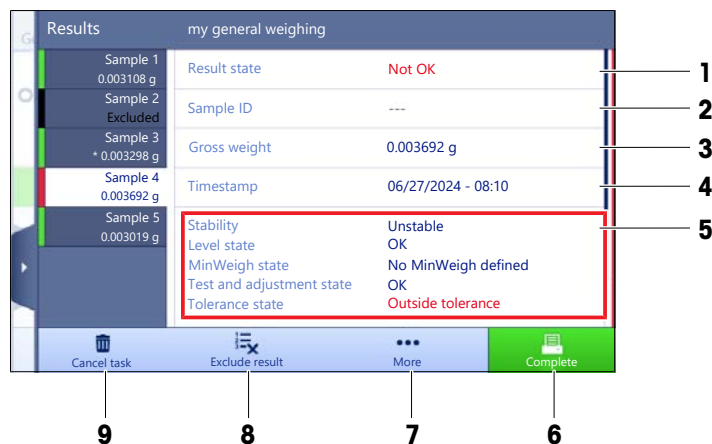 Results
my general weighing
Sample 1
0.003108 g
Sample 2
Excluded
Sample 3
* 0.003298 g
Sample 4
0.003692 g
Sample 5
0.003019 g
Result state Not OK
Sample ID ---
Gross weight 0.003692 g
Timestamp 06/27/2024 - 08:10
Stability Unstable
Level state OK
MinWeigh state No MinWeigh defined
Test and adjustment state OK
Tolerance state Outside tolerance
1
2
3
4
5
Cancel task
Exclude result
More
Complete
9
8
7
6